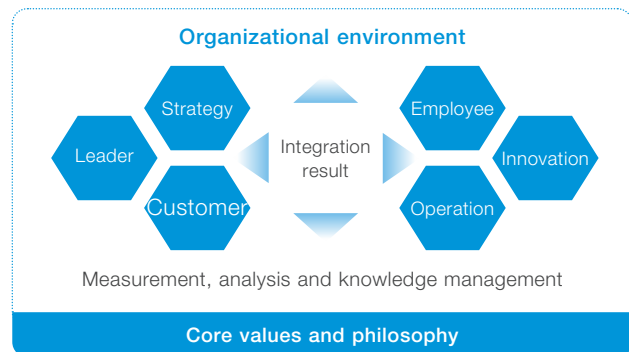 Organizational environment
Strategy
Leader
Customer
Integration
result
Employee
Innovation
Operation
Measurement, analysis and knowledge management
Core values and philosophy